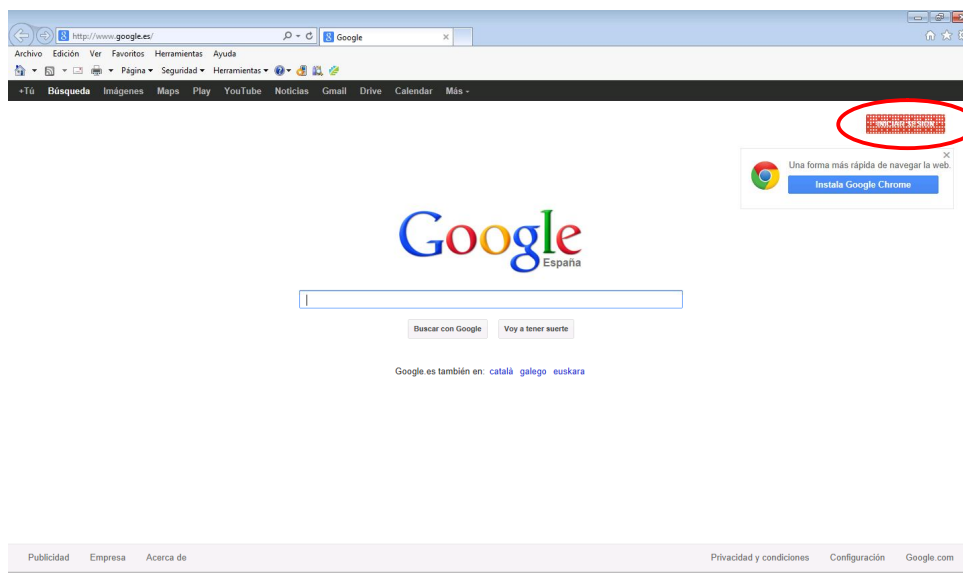 http://www.google.es/
Google
Archivo Edición Ver Favoritos Herramientas Ayuda
Página Seguridad Herramientas
+Tú Búsqueda Imágenes Maps Play YouTube Noticias Gmail Drive Calendar Más
Una forma más rápida de navegar la web.
Instala Google Chrome
Google
España
Buscar con Google Voy a tener suerte
Google.es también en: català galego euskara
Publicidad Empresa Acerca de Privacidad y condiciones Configuración Google.com